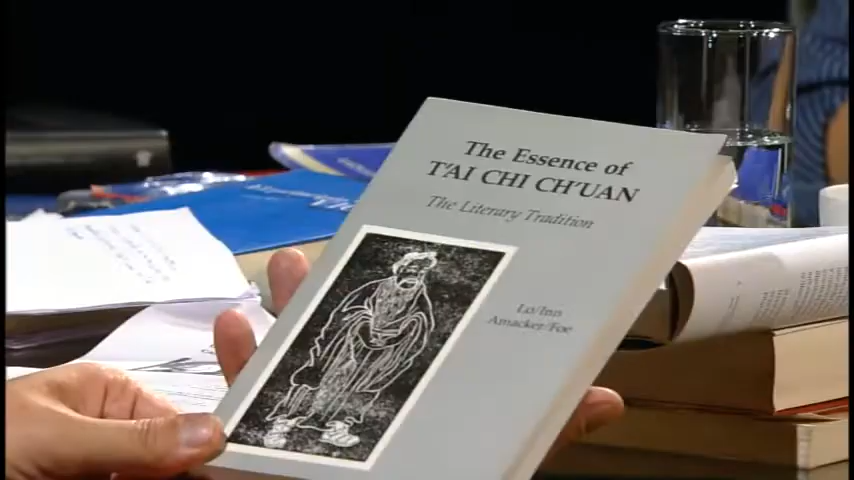 The Essence of
T'AI CHI CH'UAN
The Literary Tradition
Lo/Inn
Amacker/Foe